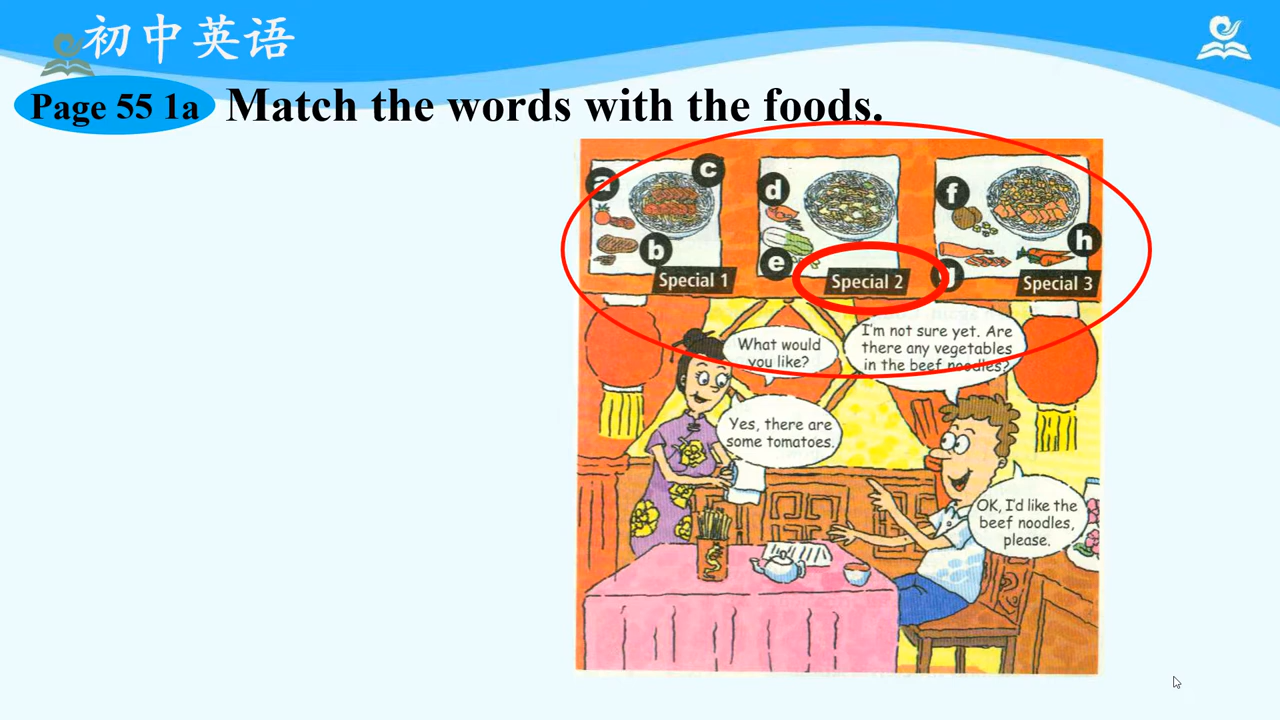 初中英语
Page 55 1a Match the words with the foods.
a
c
b
Special 1
d
e
Special 2
f
h
g
Special 3
What would
you like?
I'm not sure yet. Are
there any vegetables
in the beef noodles?
Yes, there are
some tomatoes.
OK, I'd like the
beef noodles,
please.